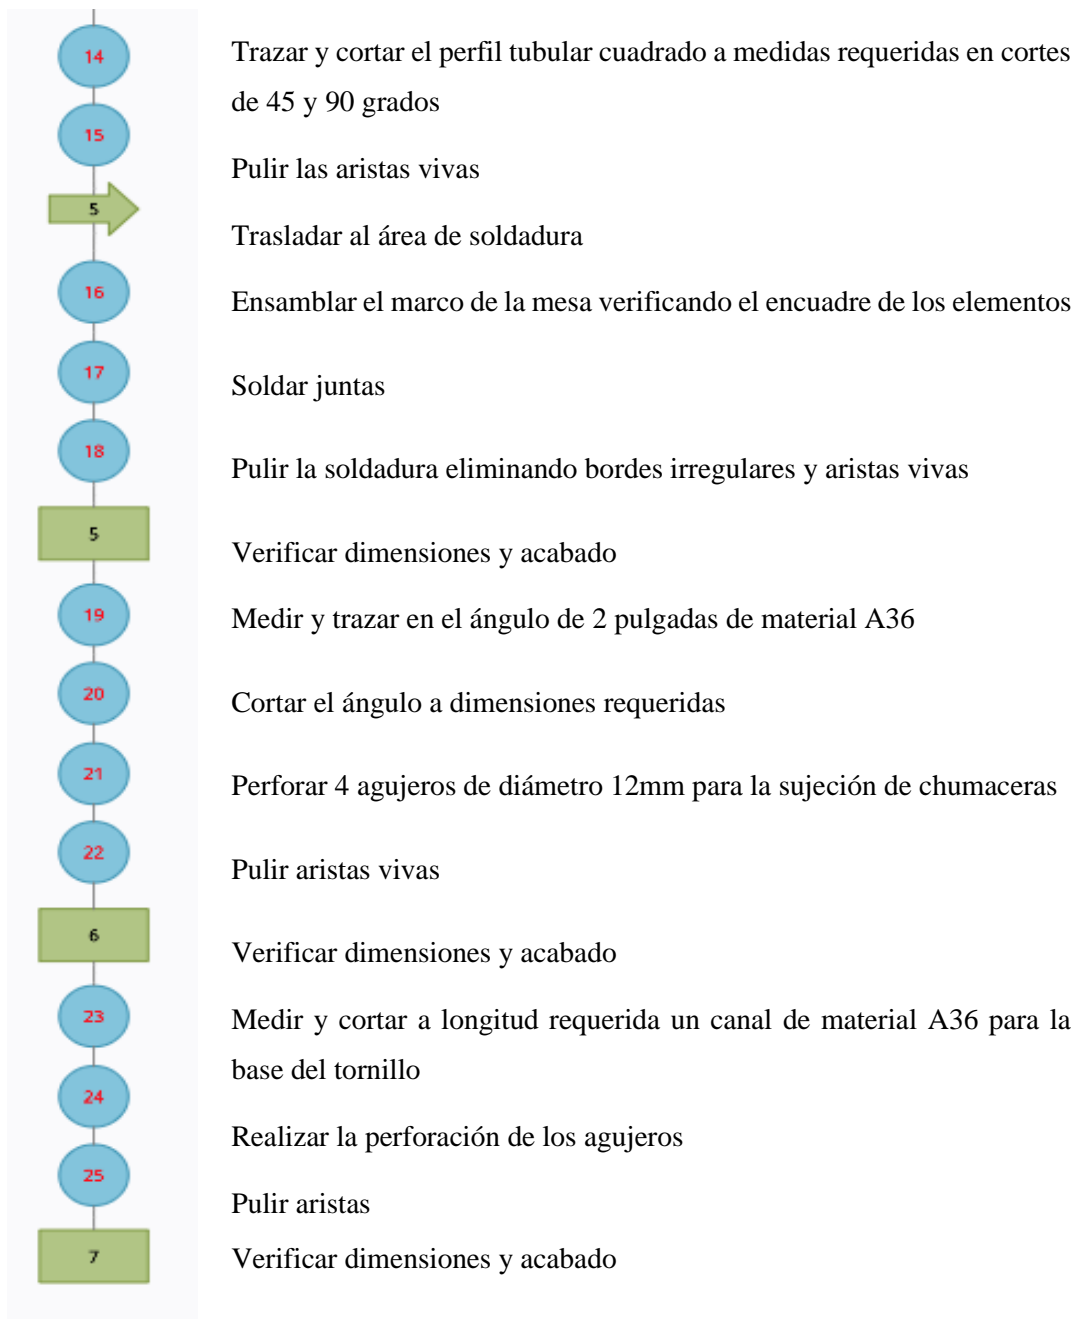 14
Trazar y cortar el perfil tubular cuadrado a medidas requeridas en cortes
de 45 y 90 grados
15
Pulir las aristas vivas
5
Trasladar al área de soldadura
16
Ensamblar el marco de la mesa verificando el encuadre de los elementos
17
Soldar juntas
18
Pulir la soldadura eliminando bordes irregulares y aristas vivas
5
Verificar dimensiones y acabado
19
Medir y trazar en el ángulo de 2 pulgadas de material A36
20
Cortar el ángulo a dimensiones requeridas
21
Perforar 4 agujeros de diámetro 12mm para la sujeción de chumaceras
22
Pulir aristas vivas
6
Verificar dimensiones y acabado
23
Medir y cortar a longitud requerida un canal de material A36 para la
base del tornillo
24
Realizar la perforación de los agujeros
25
Pulir aristas
7
Verificar dimensiones y acabado